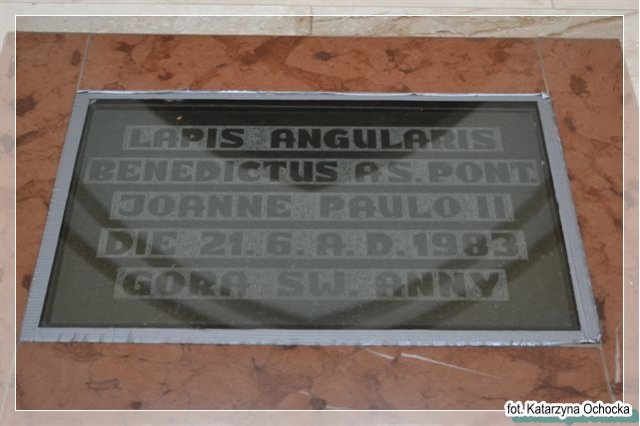 LAPIS ANGULARIS
BENEDICTUS A S. PONT
JOANNE PAULO II
DIE 21. 6. A. D. 1983
GÓRA ŚW. ANNY
fot. Katarzyna Ochocka